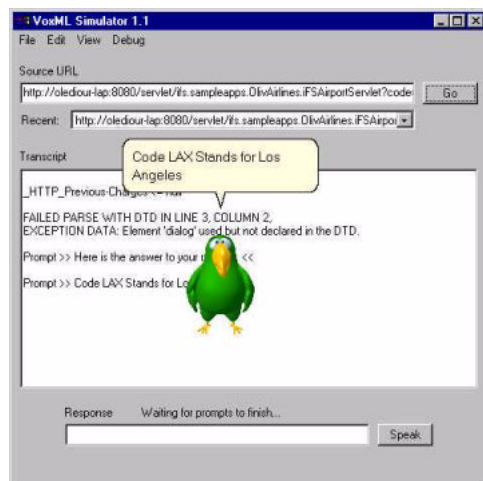 VoxML Simulator 1.1
File Edit View Debug
Source URL
http://olediour-lap:8080/servlet/ifs.sampleapps.OlivAirlines.iFSAirportServlet?code
Go
Recent: http://olediour-lap:8080/servlet/ifs.sampleapps.OlivAirlines.iFSAirpor
Transcript
Code LAX Stands for Los
Angeles
_HTTP_Previous-Charges <= null
FAILED PARSE WITH DTD IN LINE 3, COLUMN 2,
EXCEPTION DATA: Element 'dialog' used but not declared in the DTD.
Prompt >> Here is the answer to your <<
Prompt >> Code LAX Stands for Lo
Response Waiting for prompts to finish...
Speak